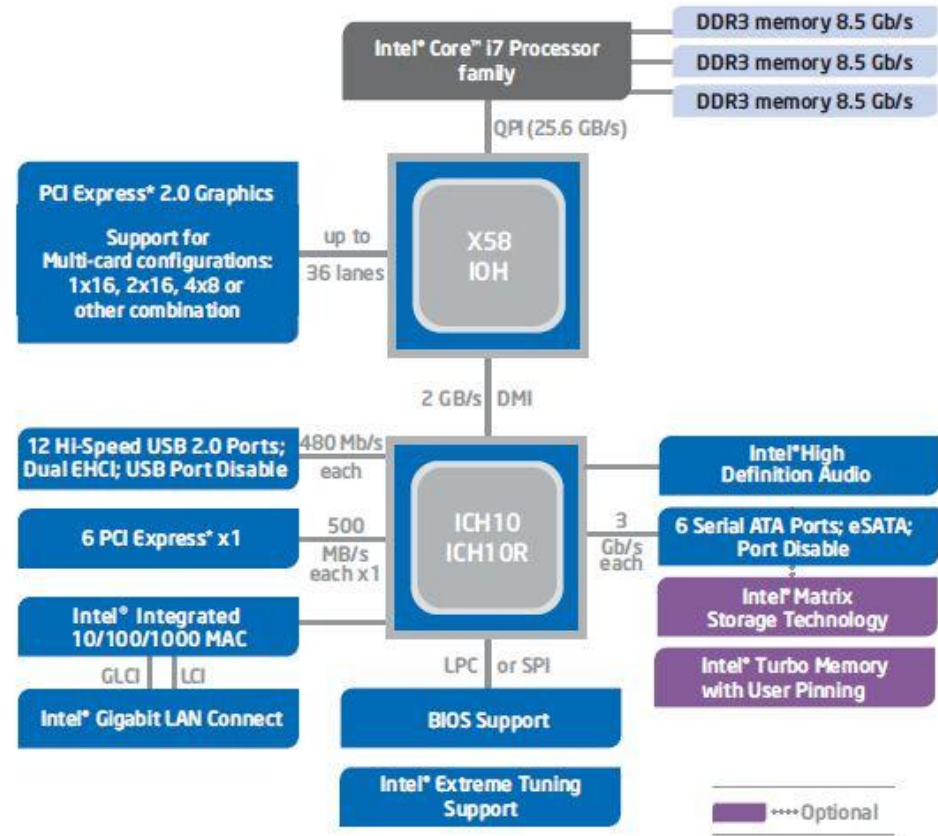 Intel® Core™ i7 Processor
family
DDR3 memory 8.5 Gb/s
DDR3 memory 8.5 Gb/s
DDR3 memory 8.5 Gb/s
QPI (25.6 GB/s)
PCI Express* 2.0 Graphics
Support for
Multi-card configurations:
1x16, 2x16, 4x8 or
other combination
up to
36 lanes
X58
IOH
2 GB/s DMI
12 Hi-Speed USB 2.0 Ports;
Dual EHCI; USB Port Disable
480 Mb/s
each
6 PCI Express* x1
500
MB/s
each x1
Intel® Integrated
10/100/1000 MAC
GLCI LCI
Intel® Gigabit LAN Connect
ICH10
ICH10R
Intel® High
Definition Audio
3
Gb/s
each
6 Serial ATA Ports; eSATA;
Port Disable
Intel® Matrix
Storage Technology
Intel® Turbo Memory
with User Pinning
LPC or SPI
BIOS Support
Intel® Extreme Tuning
Support
Optional